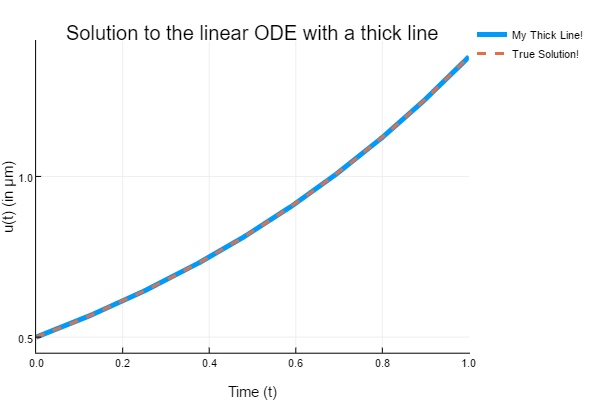 Solution to the linear ODE with a thick line
My Thick Line!
True Solution!
u(t) (in μm)
1.0
0.5
0.0
0.2
0.4
0.6
0.8
1.0
Time (t)